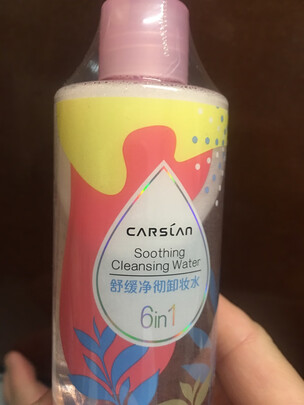 CARSLAN
Soothing
Cleansing Water
舒缓净彻卸妆水
6in1